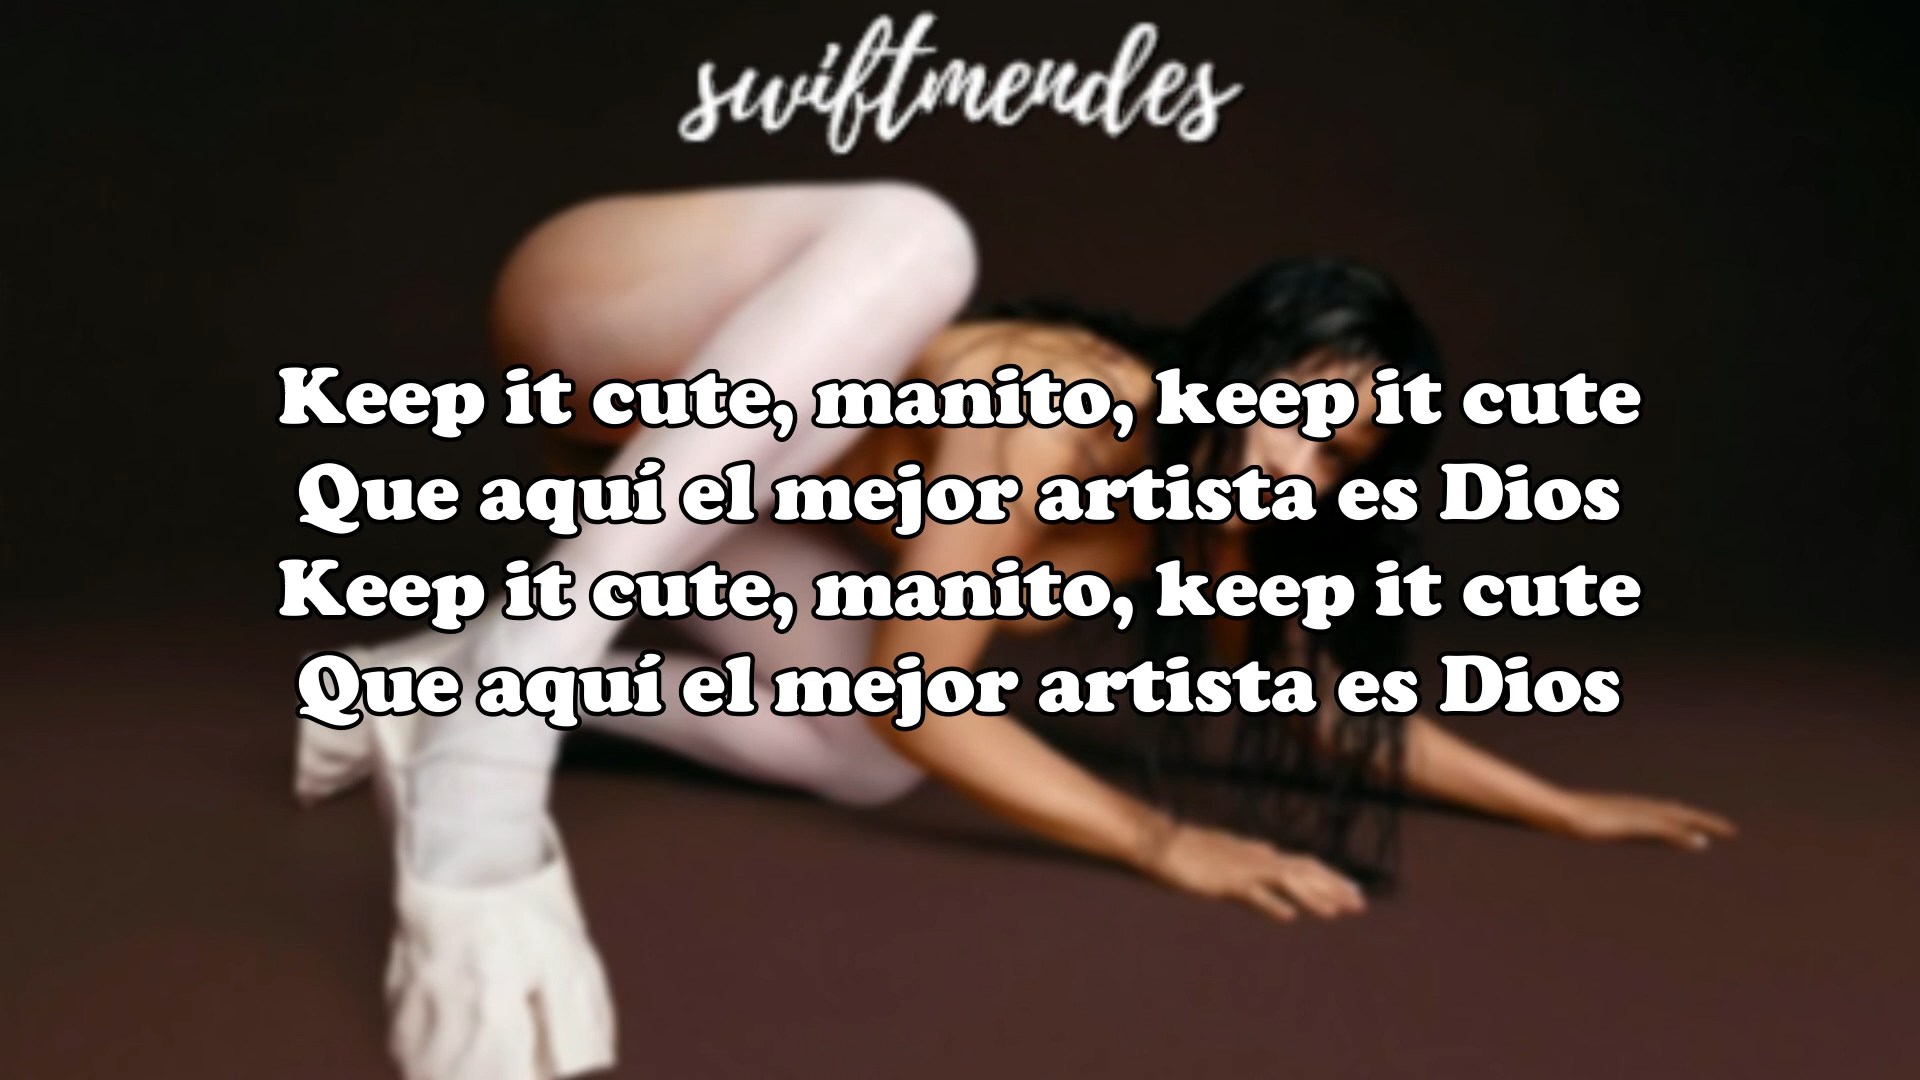 swiftmendes
Keep it cute, manito, keep it cute
Que aquí el mejor artista es Dios
Keep it cute, manito, keep it cute
Que aquí el mejor artista es Dios